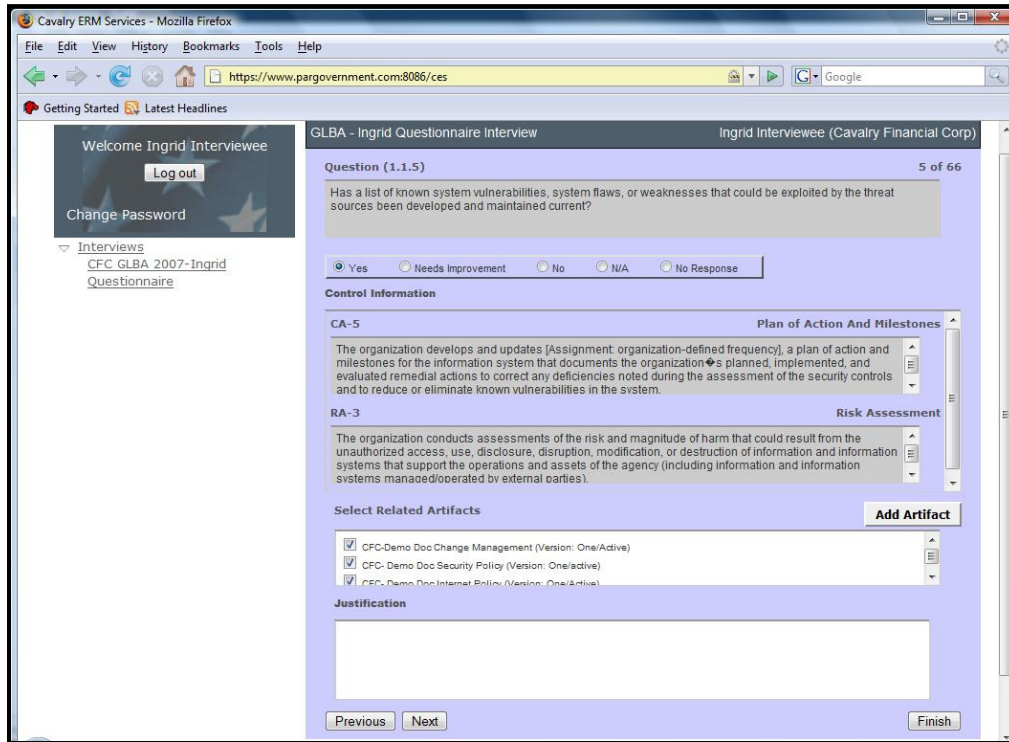 Cavalry ERM Services - Mozilla Firefox
File Edit View History Bookmarks Tools Help
https://www.pargovernment.com:8086/ces
G Google
Getting Started Latest Headlines
Welcome Ingrid Interviewee
Log out
Change Password
Interviews
CFC GLBA 2007-Ingrid
Questionnaire
GLBA - Ingrid Questionnaire Interview Ingrid Interviewee (Cavalry Financial Corp)
Question (1.1.5) 5 of 66
Has a list of known system vulnerabilities, system flaws, or weaknesses that could be exploited by the threat
sources been developed and maintained current?
Yes Needs Improvement No N/A No Response
Control Information
CA-5 Plan of Action And Milestones
The organization develops and updates [Assignment: organization-defined frequency], a plan of action and
milestones for the information system that documents the organization�s planned, implemented, and
evaluated remedial actions to correct any deficiencies noted during the assessment of the security controls
and to reduce or eliminate known vulnerabilities in the system.
RA-3 Risk Assessment
The organization conducts assessments of the risk and magnitude of harm that could result from the
unauthorized access, use, disclosure, disruption, modification, or destruction of information and information
systems that support the operations and assets of the agency (including information and information
systems managed/operated by external parties).
Select Related Artifacts Add Artifact
CFC-Demo Doc Change Management (Version: One/Active)
CFC- Demo Doc Security Policy (Version: One/active)
CFC- Demo Doc Internet Policy (Version: One/Active)
Justification
Previous Next Finish